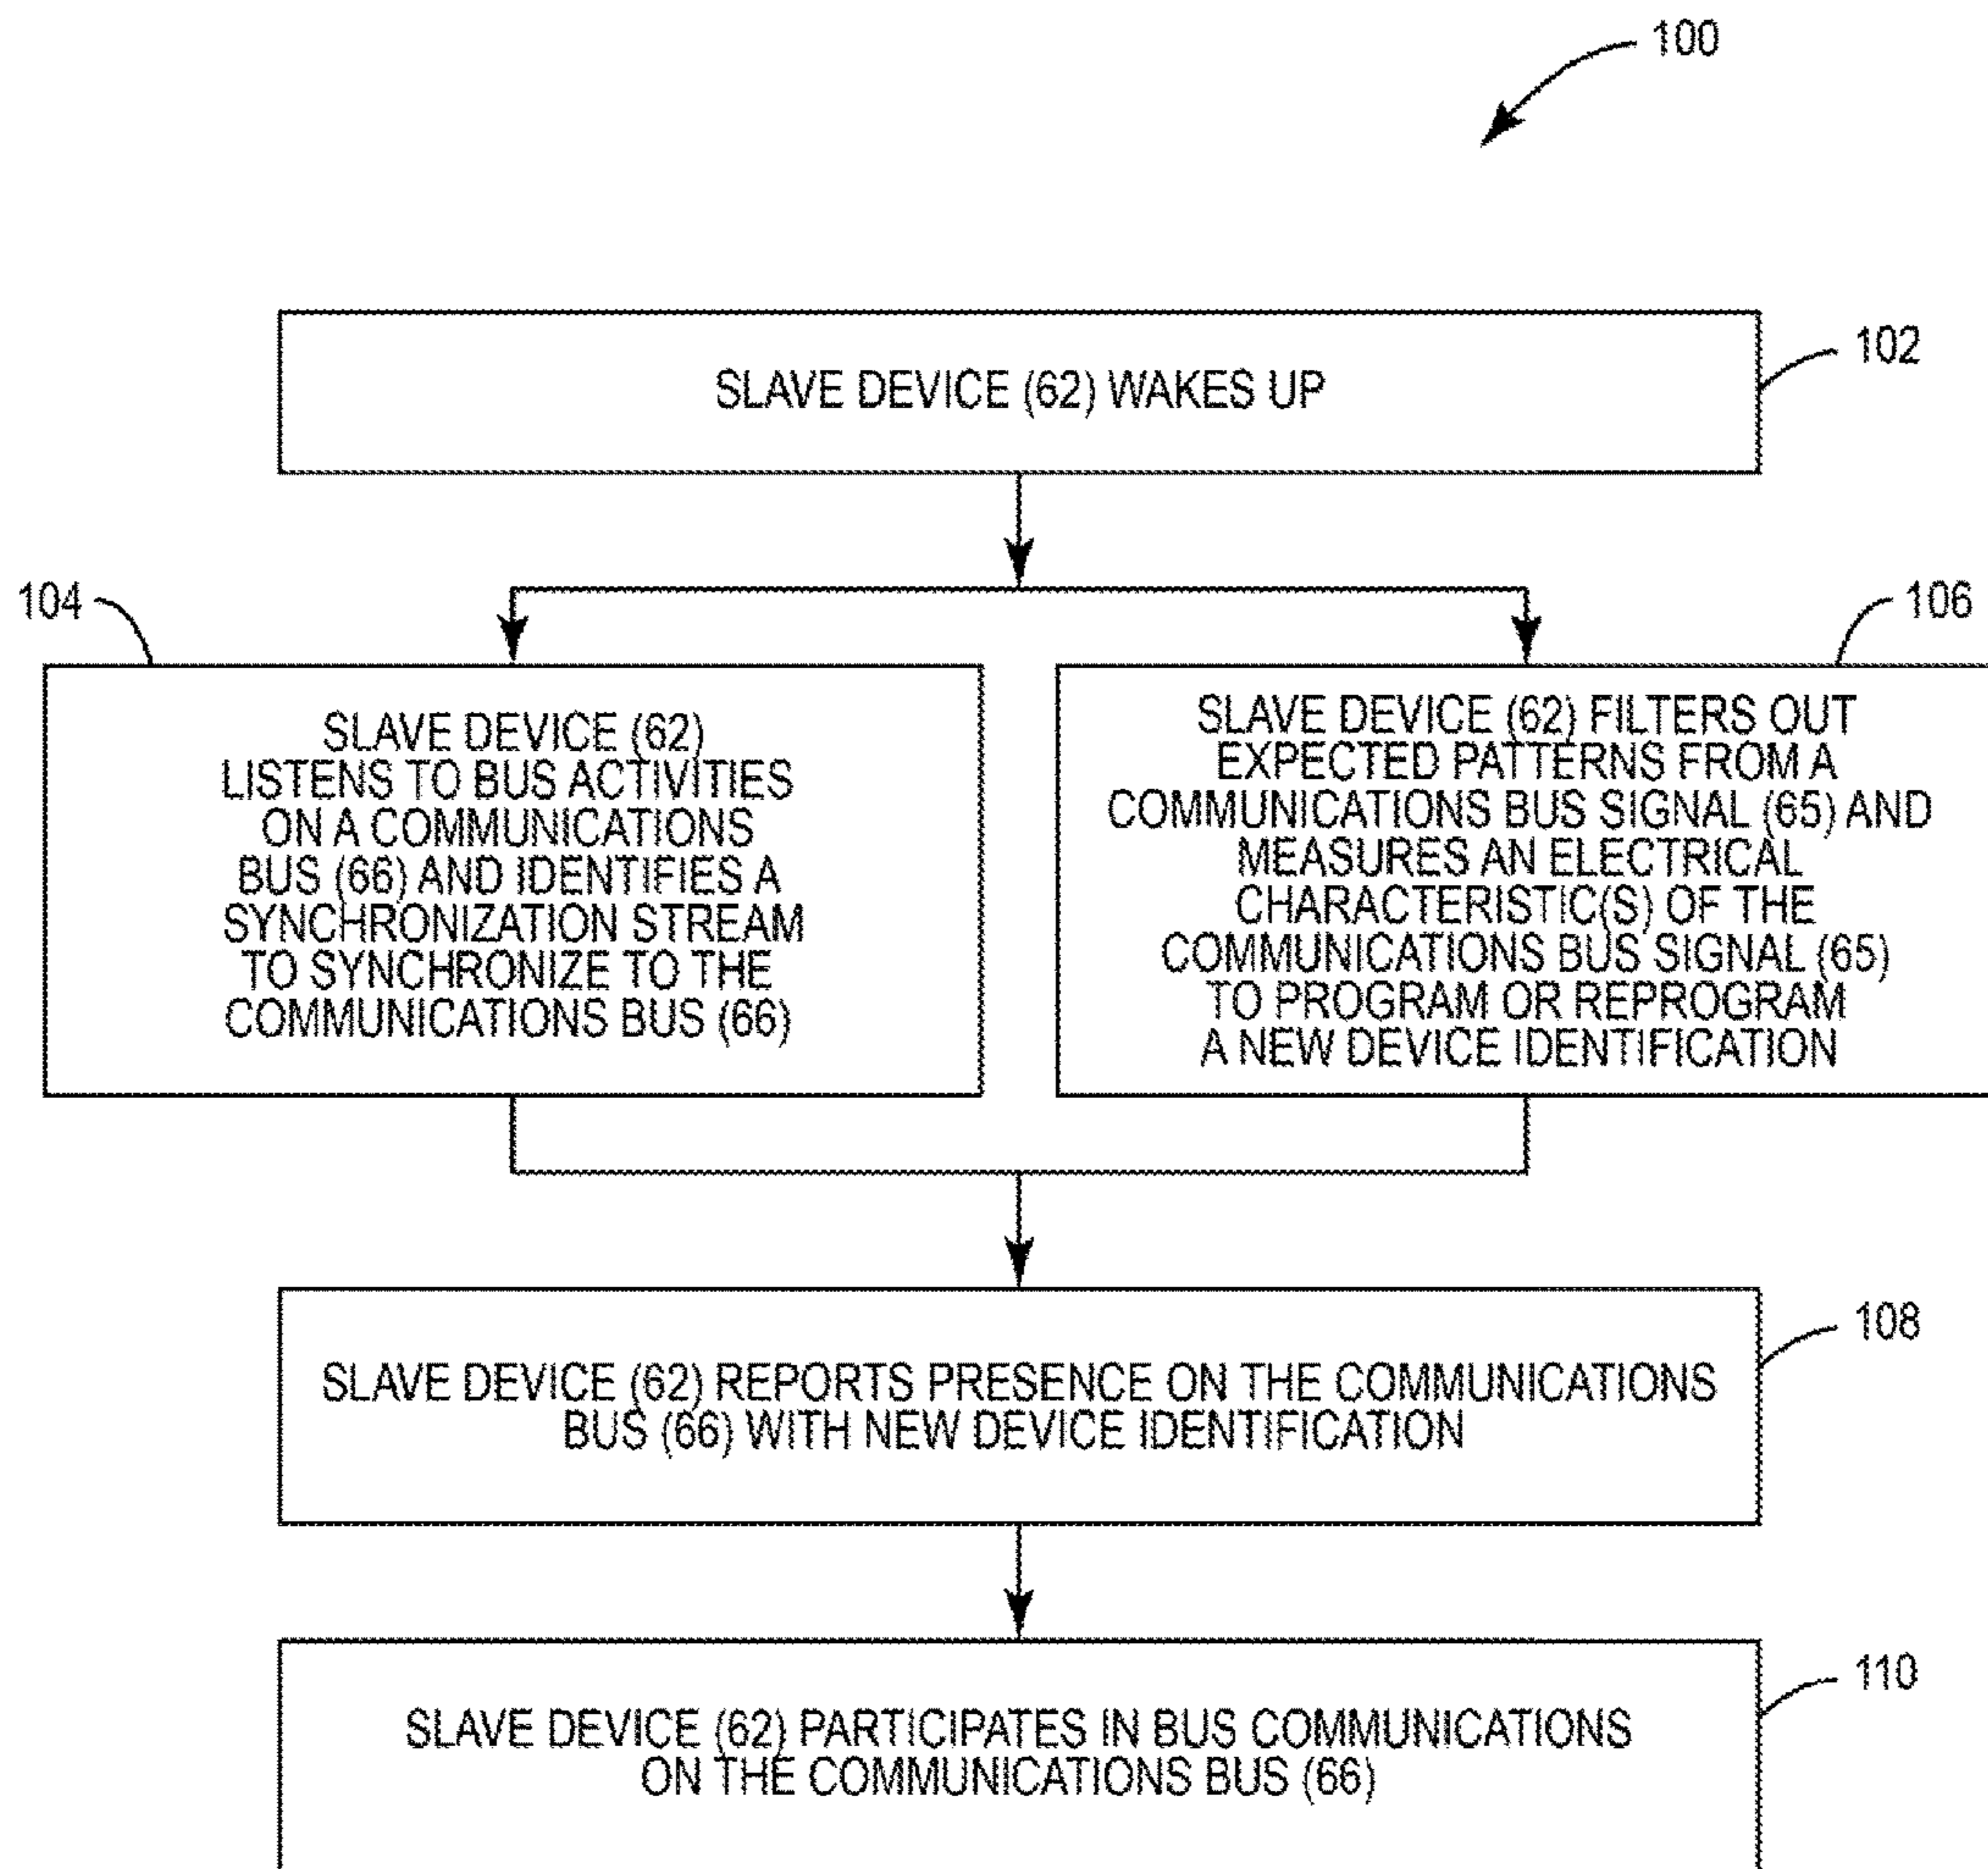 100
SLAVE DEVICE (62) WAKES UP
102
104
SLAVE DEVICE (62)
LISTENS TO BUS ACTIVITIES
ON A COMMUNICATIONS
BUS (66) AND IDENTIFIES A
SYNCHRONIZATION STREAM
TO SYNCHRONIZE TO THE
COMMUNICATIONS BUS (66)
106
SLAVE DEVICE (62) FILTERS OUT
EXPECTED PATTERNS FROM A
COMMUNICATIONS BUS SIGNAL (65) AND
MEASURES AN ELECTRICAL
CHARACTERISTIC(S) OF THE
COMMUNICATIONS BUS SIGNAL (65)
TO PROGRAM OR REPROGRAM
A NEW DEVICE IDENTIFICATION
108
SLAVE DEVICE (62) REPORTS PRESENCE ON THE COMMUNICATIONS
BUS (66) WITH NEW DEVICE IDENTIFICATION
110
SLAVE DEVICE (62) PARTICIPATES IN BUS COMMUNICATIONS
ON THE COMMUNICATIONS BUS (66)